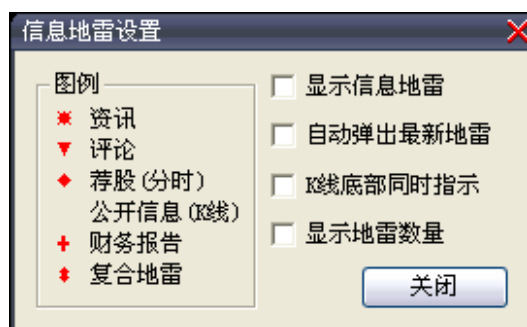 信息地雷设置
图例
资讯
评论
荐股(分时)
公开信息(K线)
财务报告
复合地雷
显示信息地雷
自动弹出最新地雷
K线底部同时指示
显示地雷数量
关闭